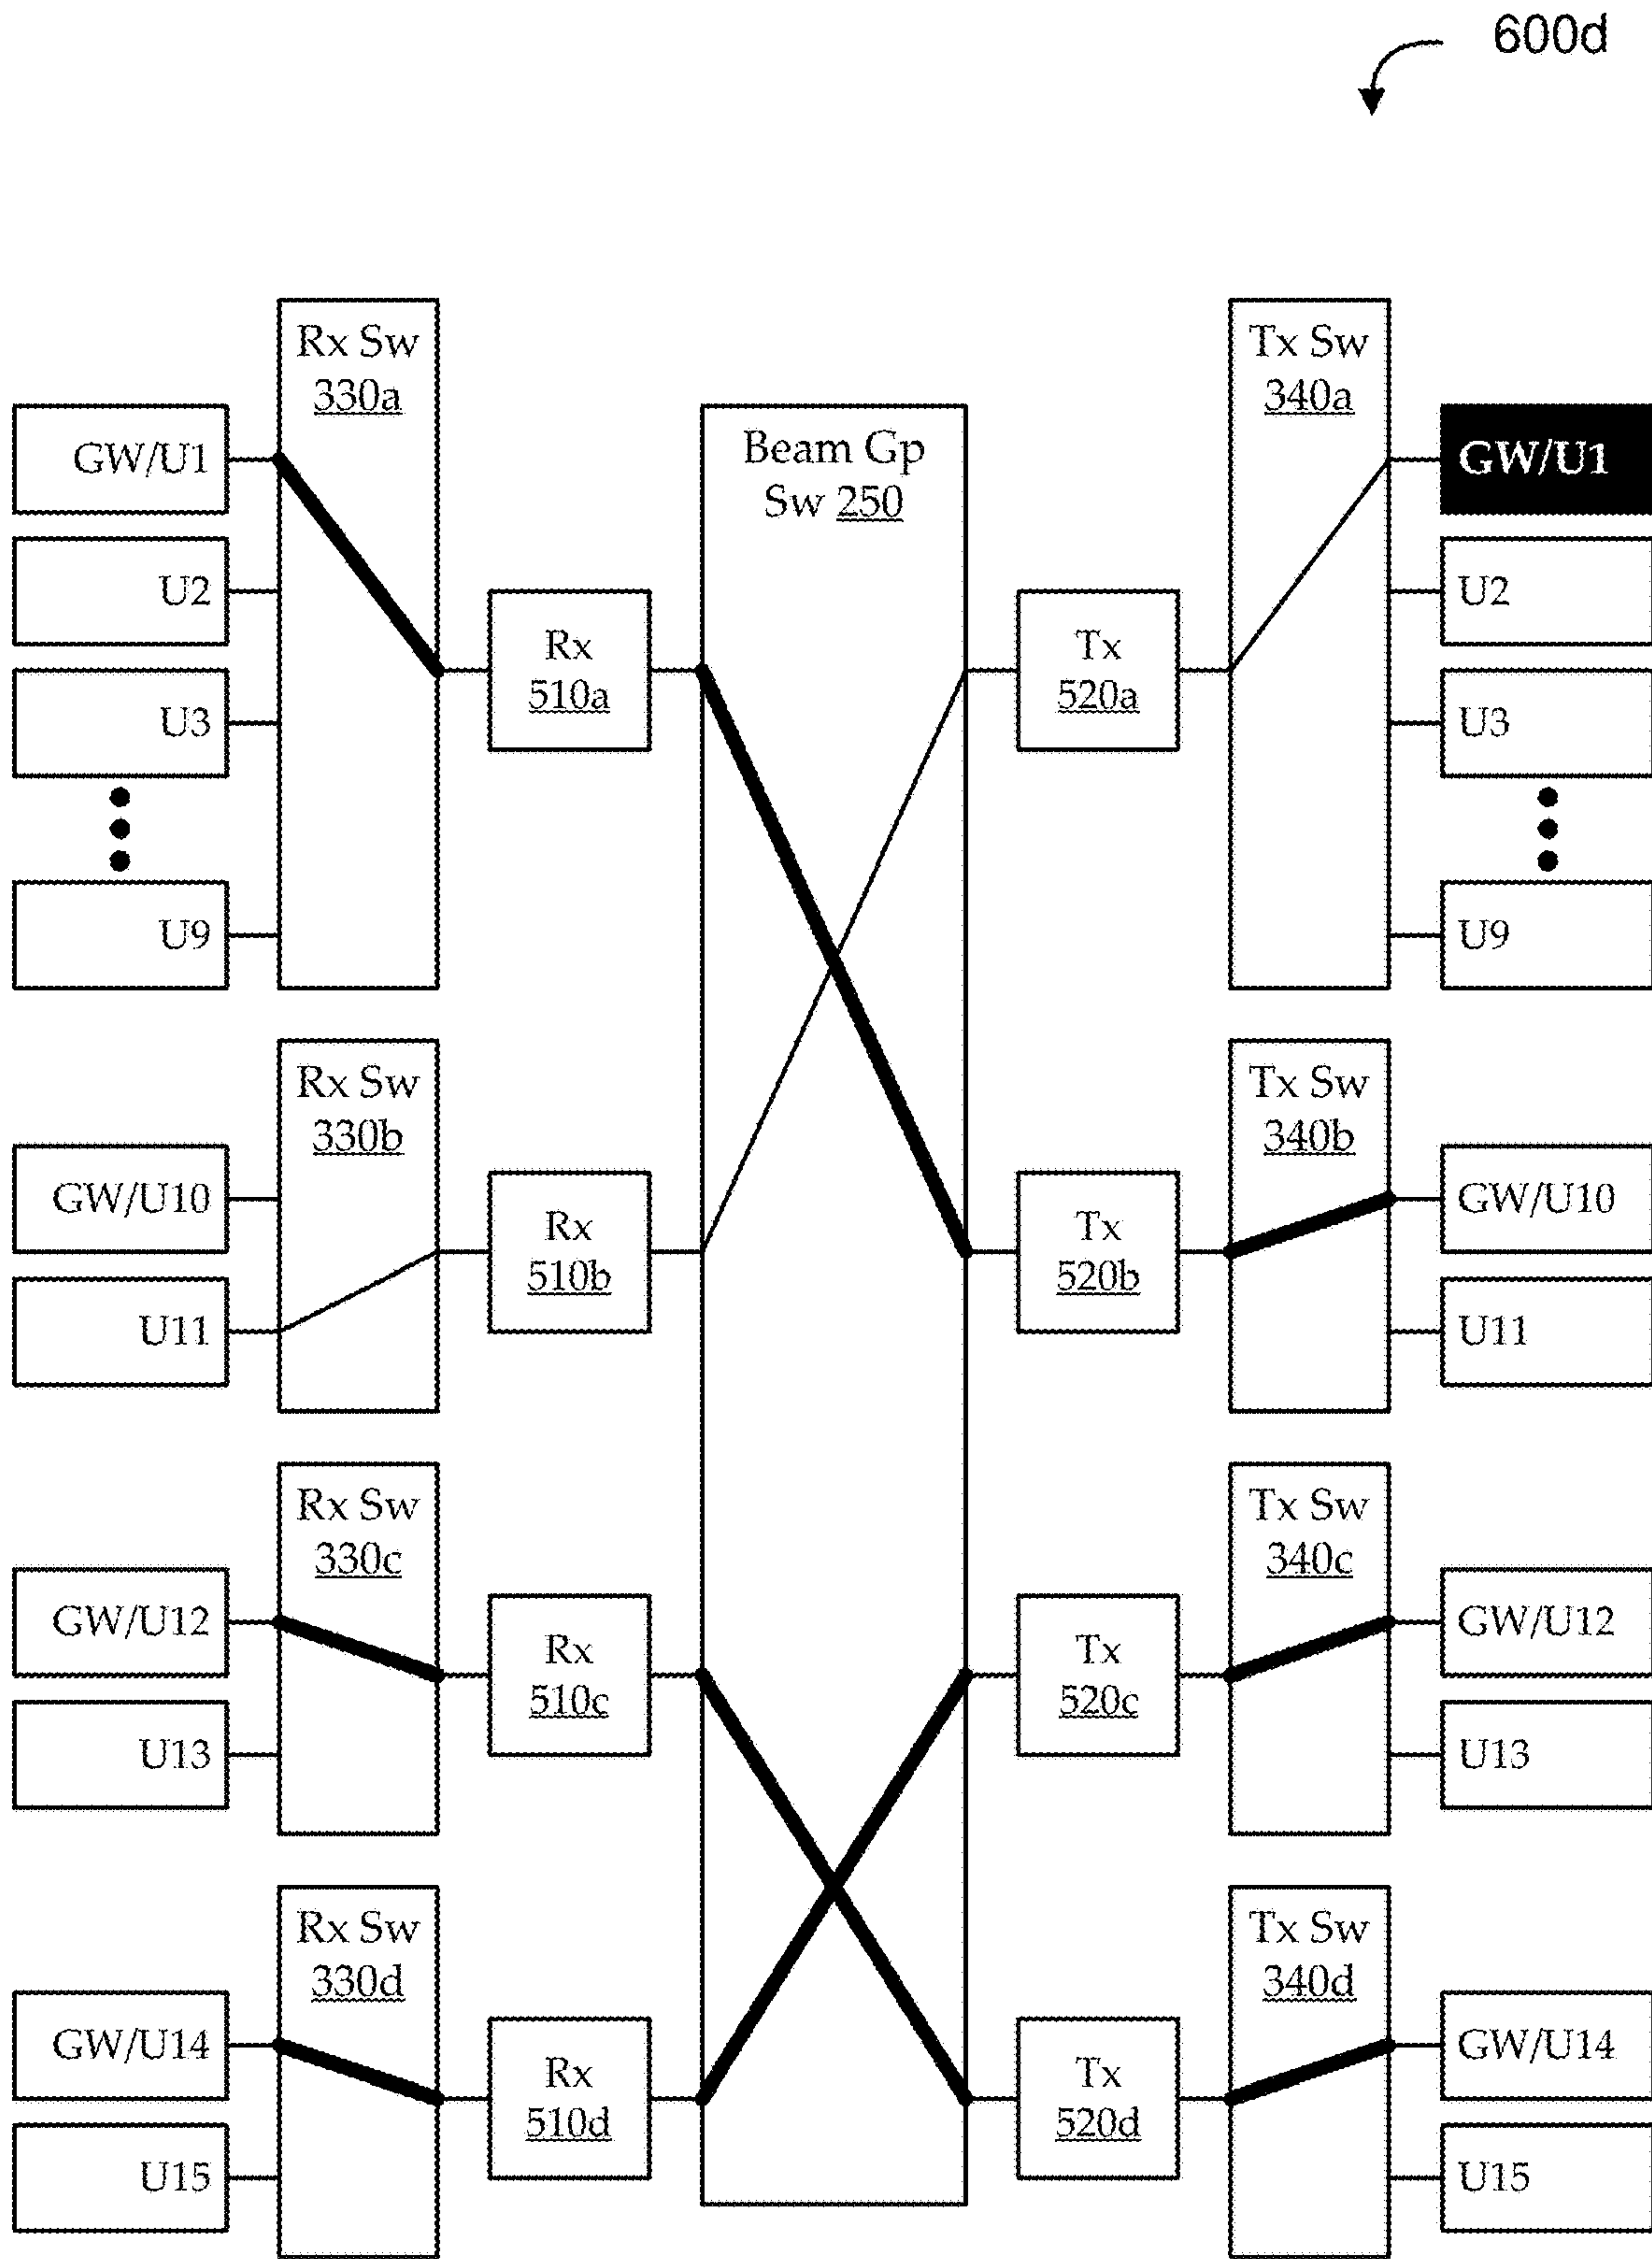 600d
Rx Sw
330a
Tx Sw
340a
GW/U1
Beam Gp
Sw 250
GW/U1
U2
U2
Rx
510a
Tx
520a
U3
U3
U9
U9
Rx Sw
330b
Tx Sw
340b
GW/U10
Rx
510b
Tx
520b
GW/U10
U11
U11
Rx Sw
330c
Tx Sw
340c
GW/U12
Rx
510c
Tx
520c
GW/U12
U13
U13
Rx Sw
330d
Tx Sw
340d
GW/U14
Rx
510d
Tx
520d
GW/U14
U15
U15